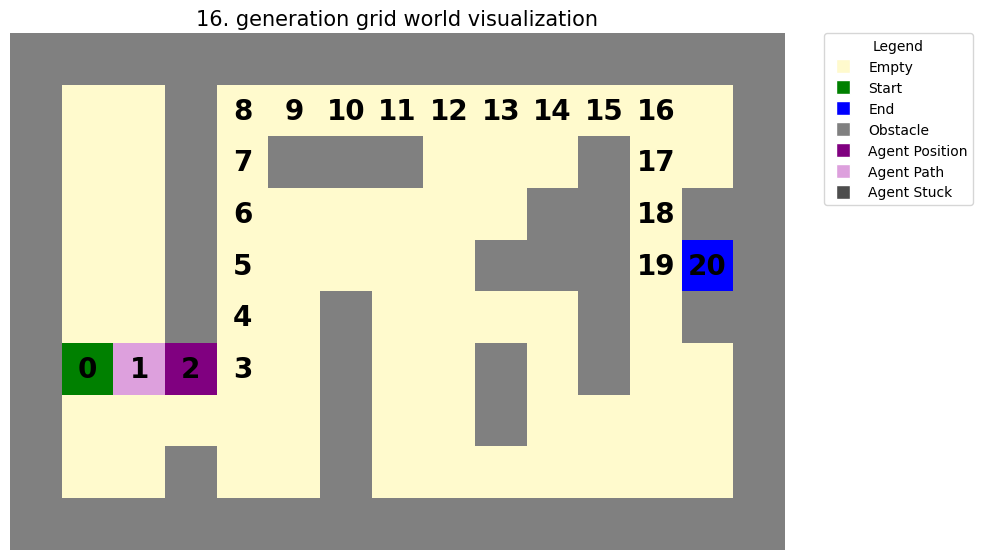 16. generation grid world visualization
Legend
Empty
Start
End
Obstacle
Agent Position
Agent Path
Agent Stuck
8 9 10 11 12 13 14 15 16
7 17
6 18
5 19 20
4
0 1 2 3